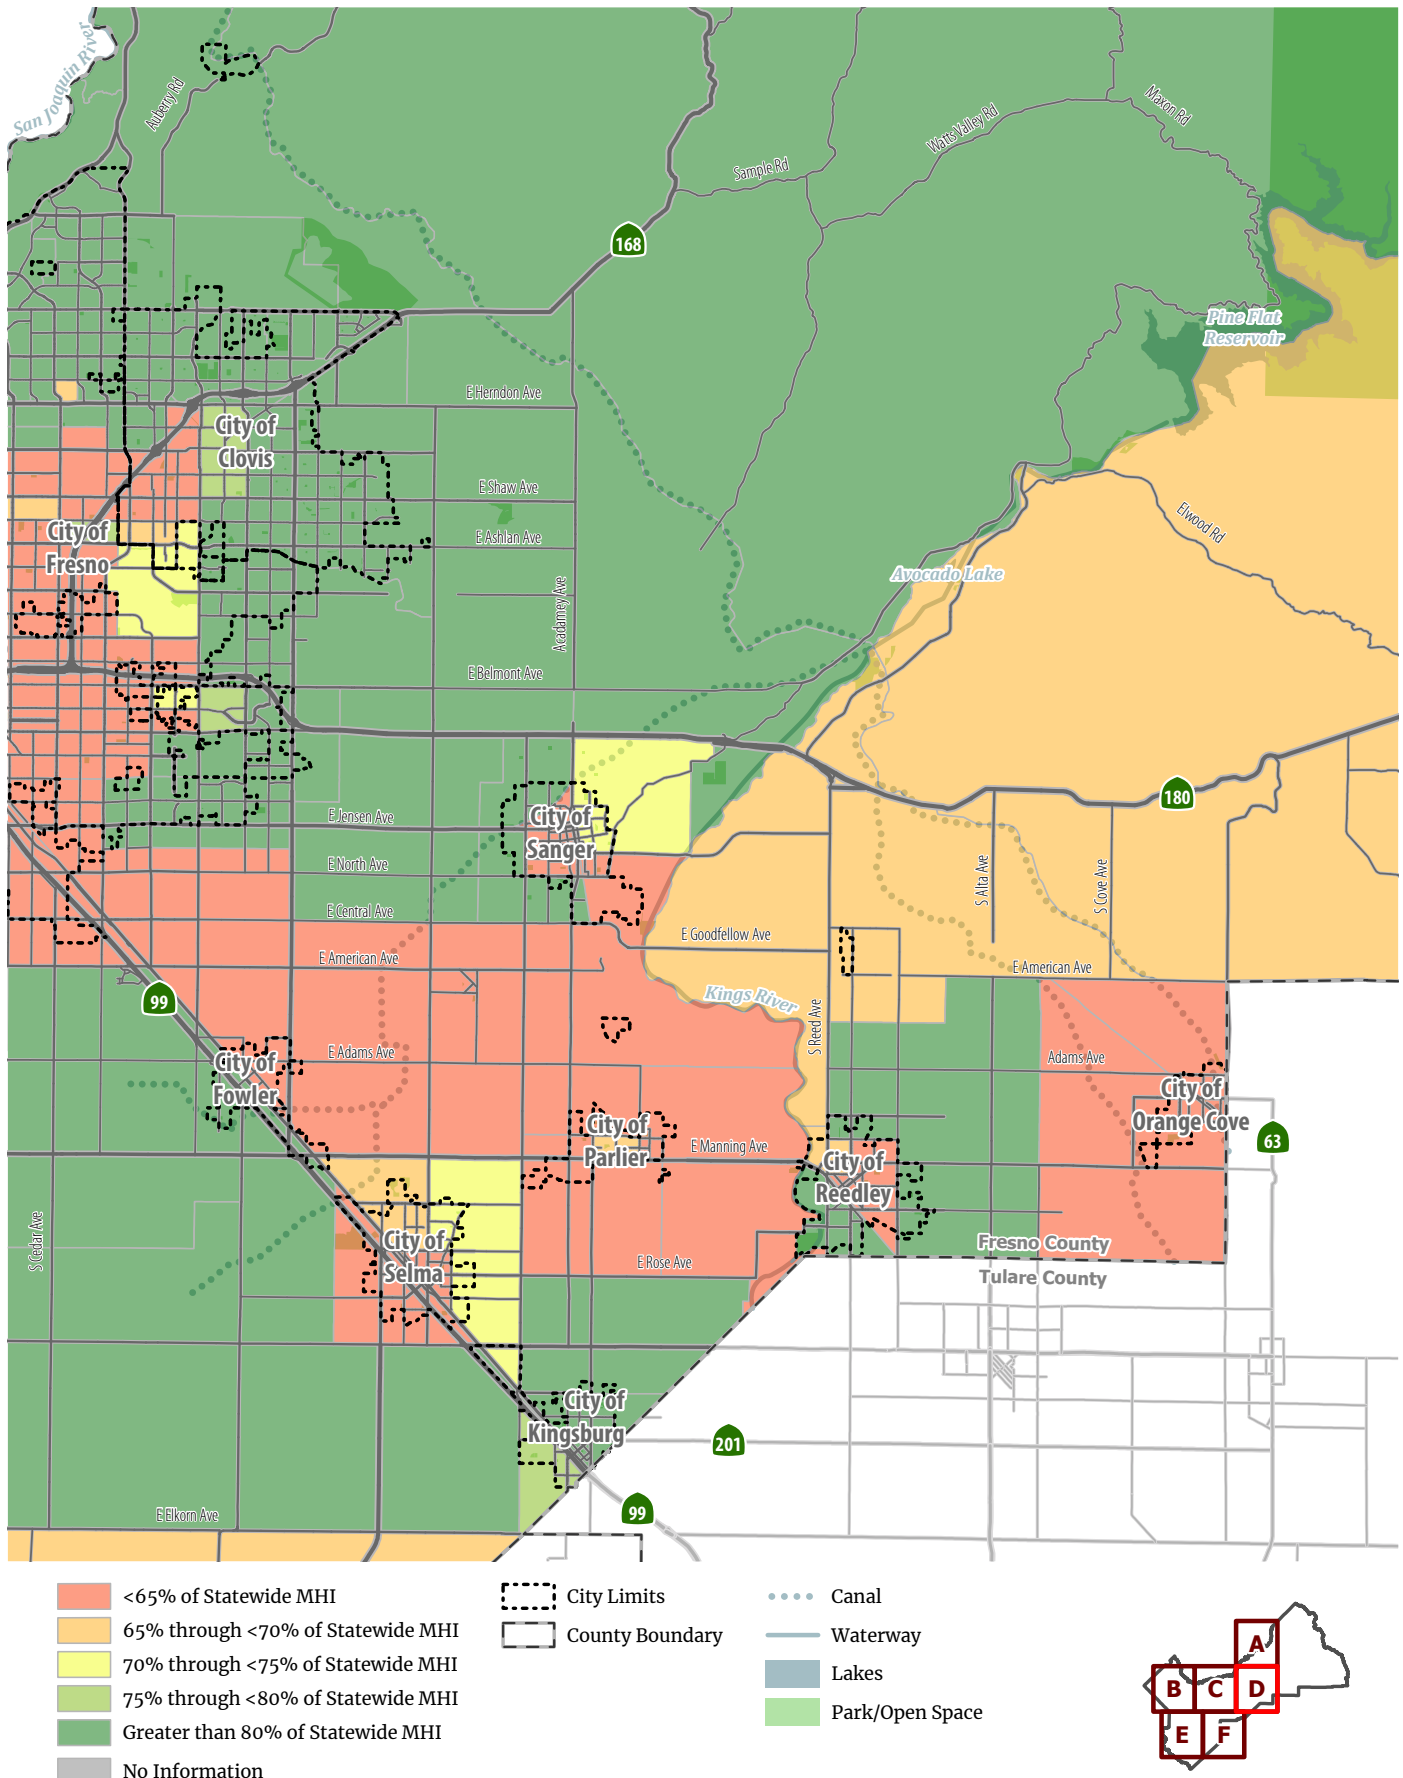 San Joaquin River
Auberry Rd
Maxon Rd
Watts Valley Rd
Sample Rd
168
Pine Flat
Reservoir
E Herndon Ave
City of
Clovis
E Shaw Ave
Elwood Rd
City of
Fresno
E Ashlan Ave
Avocado Lake
Acadamey Ave
E Belmont Ave
180
E Jensen Ave
City of
Sanger
E North Ave
S Alta Ave
S Cove Ave
E Central Ave
E Goodfellow Ave
E American Ave
E American Ave
99
Kings River
S Reed Ave
E Adams Ave
Adams Ave
City of
Fowler
City of
Orange Cove
City of
Parlier
E Manning Ave
63
City of
Reedley
S Cedar Ave
City of
Selma
Fresno County
E Rose Ave
Tulare County
City of
Kingsburg
201
E Elkorn Ave
99
<65% of Statewide MHI
65% through <70% of Statewide MHI
70% through <75% of Statewide MHI
75% through <80% of Statewide MHI
Greater than 80% of Statewide MHI
No Information
City Limits
County Boundary
Canal
Waterway
Lakes
Park/Open Space
A
B
C
D
E
F